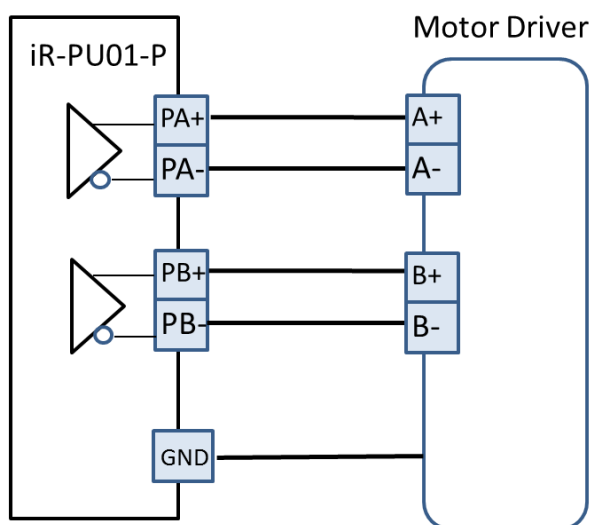 Motor Driver
iR-PU01-P
PA+
A+
PA-
A-
PB+
B+
PB-
B-
GND